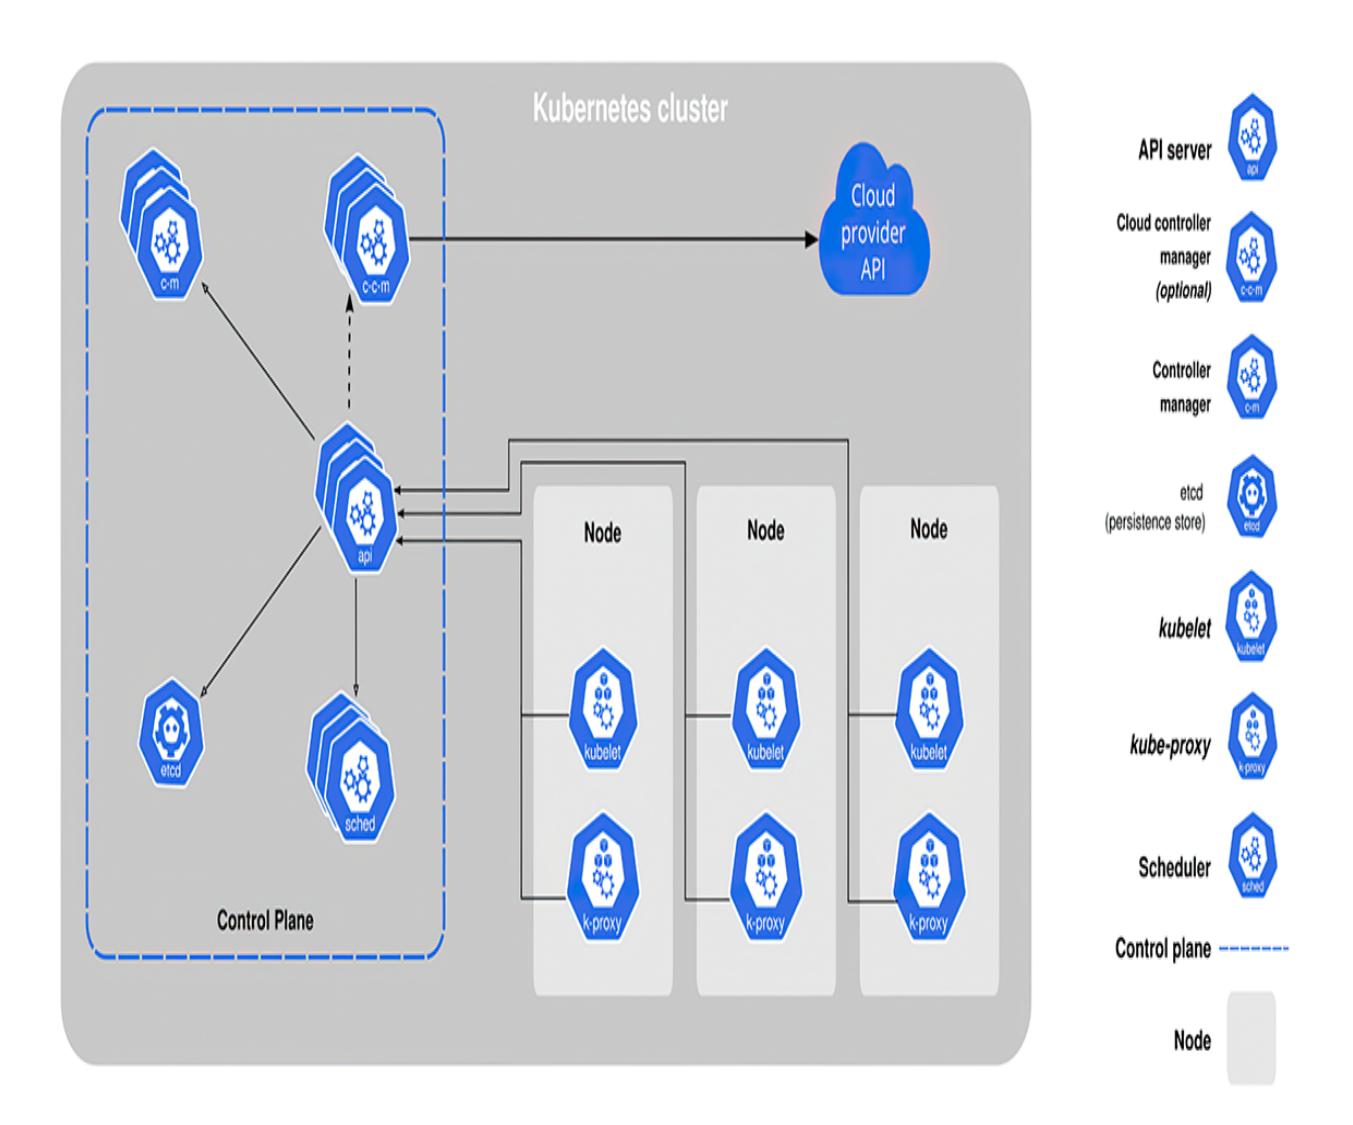 Kubernetes cluster
c-m
c-c-m
Cloud
provider
API
api
Node
Node
Node
etcd
sched
kubelet
kubelet
kubelet
k-proxy
k-proxy
k-proxy
Control Plane
API server
api
Cloud controller
manager
(optional)
c-c-m
Controller
manager
c-m
etcd
(persistence store)
etcd
kubelet
kubelet
kube-proxy
k-proxy
Scheduler
sched
Control plane
Node